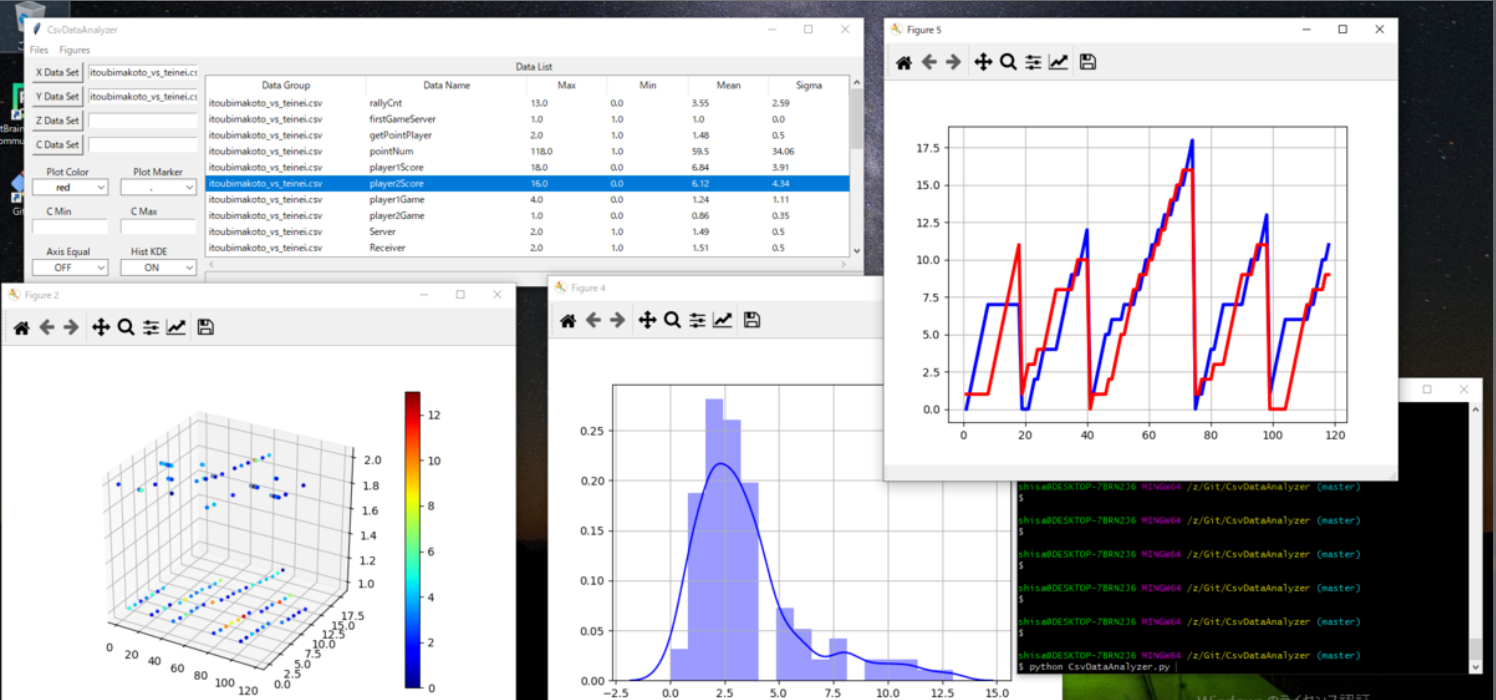 CsvDataAnalyzer
Files Figures
X Data Set itoubimakoto_vs_teinei.cs
Y Data Set itoubimakoto_vs_teinei.cs
Z Data Set
C Data Set
Plot Color Plot Marker
red .
C Min C Max
Axis Equal Hist KDE
OFF ON
Data List
Data Group Data Name Max Min Mean Sigma
itoubimakoto_vs_teinei.csv rallyCnt 13.0 0.0 3.55 2.59
itoubimakoto_vs_teinei.csv firstGameServer 1.0 1.0 1.0 0.0
itoubimakoto_vs_teinei.csv getPointPlayer 2.0 1.0 1.48 0.5
itoubimakoto_vs_teinei.csv pointNum 118.0 1.0 59.5 34.06
itoubimakoto_vs_teinei.csv player1Score 18.0 0.0 6.84 3.91
itoubimakoto_vs_teinei.csv player2Score 16.0 0.0 6.12 4.34
itoubimakoto_vs_teinei.csv player1Game 4.0 0.0 1.24 1.11
itoubimakoto_vs_teinei.csv player2Game 1.0 0.0 0.86 0.35
itoubimakoto_vs_teinei.csv Server 2.0 1.0 1.49 0.5
itoubimakoto_vs_teinei.csv Receiver 2.0 1.0 1.51 0.5
Figure 5
17.5
15.0
12.5
10.0
7.5
5.0
2.5
0.0
0 20 40 60 80 100 120
Figure 2
12
10
8
6
4
2
0
2.0
1.8
1.6
1.4
1.2
1.0
17.5
15.0
12.5
10.0
7.5
5.0
2.5
0.0
0 20 40 60 80 100 120
Figure 4
0.25
0.20
0.15
0.10
0.05
0.00
−2.5 0.0 2.5 5.0 7.5 10.0 12.5 15.0
shisa@DESKTOP-7BRN2J6 MINGW64 /z/Git/CsvDataAnalyzer (master)
$
shisa@DESKTOP-7BRN2J6 MINGW64 /z/Git/CsvDataAnalyzer (master)
$
shisa@DESKTOP-7BRN2J6 MINGW64 /z/Git/CsvDataAnalyzer (master)
$
shisa@DESKTOP-7BRN2J6 MINGW64 /z/Git/CsvDataAnalyzer (master)
$
shisa@DESKTOP-7BRN2J6 MINGW64 /z/Git/CsvDataAnalyzer (master)
$
shisa@DESKTOP-7BRN2J6 MINGW64 /z/Git/CsvDataAnalyzer (master)
$ python CsvDataAnalyzer.py
Windows のライセンス認証